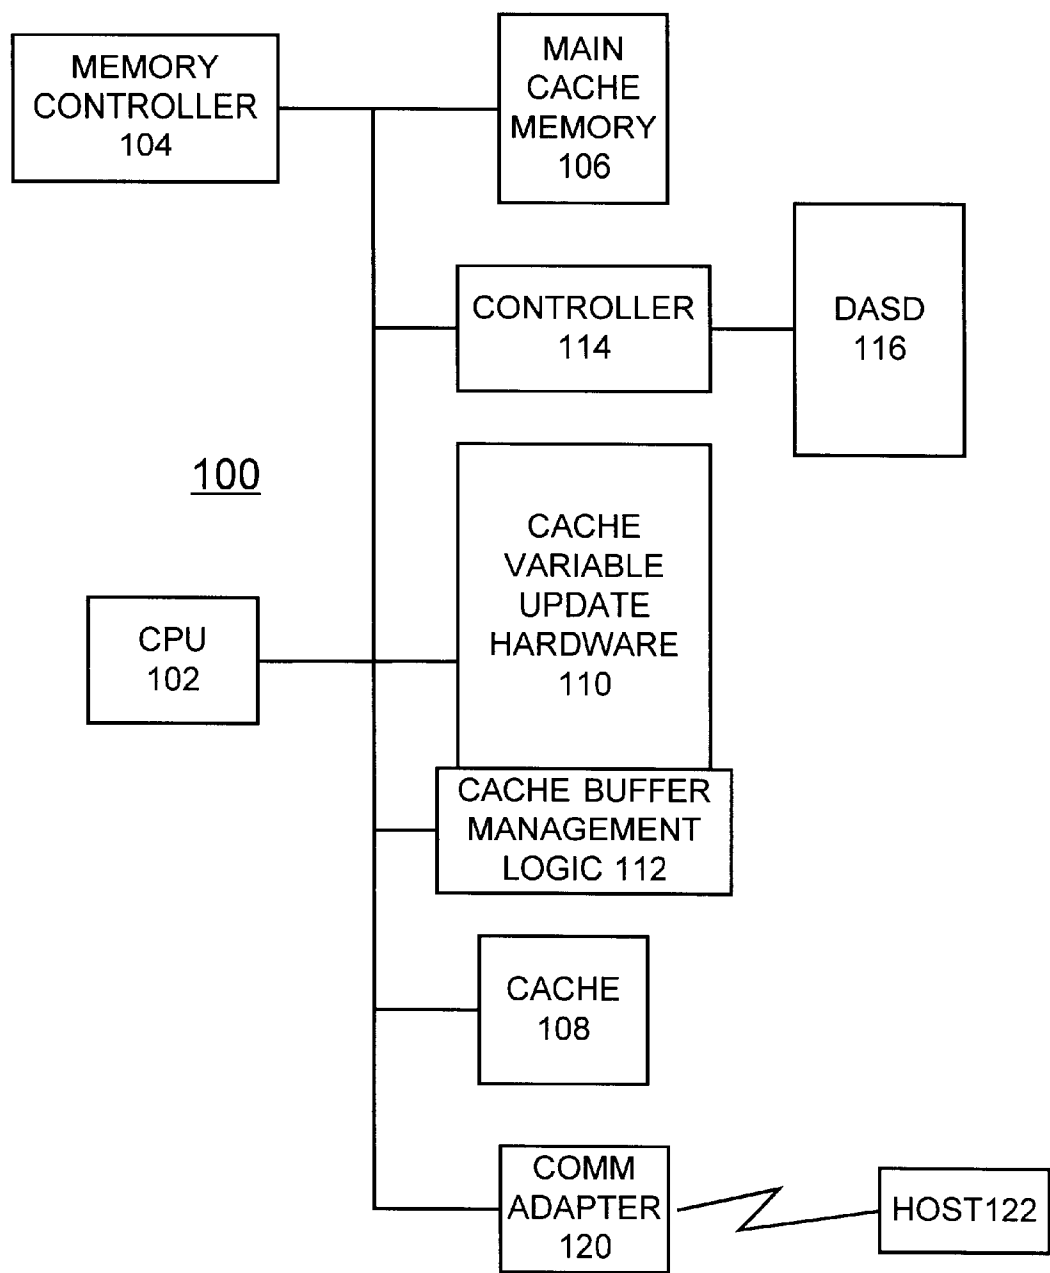 MEMORY
CONTROLLER
104
MAIN
CACHE
MEMORY
106
CONTROLLER
114
DASD
116
100
CACHE
VARIABLE
UPDATE
HARDWARE
110
CPU
102
CACHE BUFFER
MANAGEMENT
LOGIC 112
CACHE
108
COMM
ADAPTER
120
HOST122